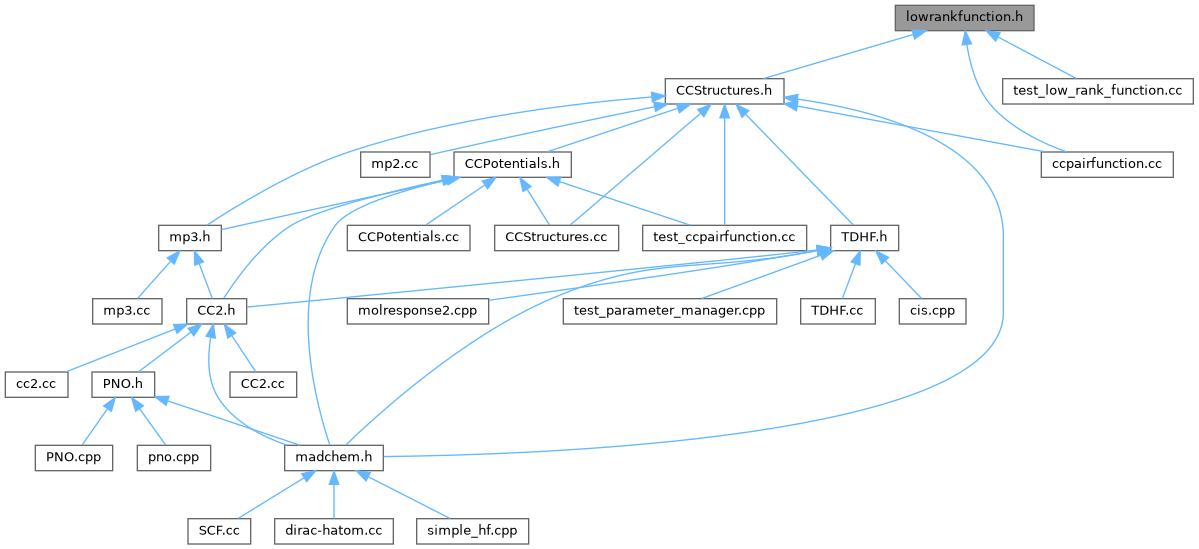 lowrankfunction.h
CCStructures.h
test_low_rank_function.cc
mp2.cc
CCPotentials.h
ccpairfunction.cc
mp3.h
CCPotentials.cc
CCStructures.cc
test_ccpairfunction.cc
TDHF.h
mp3.cc
CC2.h
molresponse2.cpp
test_parameter_manager.cpp
TDHF.cc
cis.cpp
cc2.cc
PNO.h
CC2.cc
PNO.cpp
pno.cpp
madchem.h
SCF.cc
dirac-hatom.cc
simple_hf.cpp